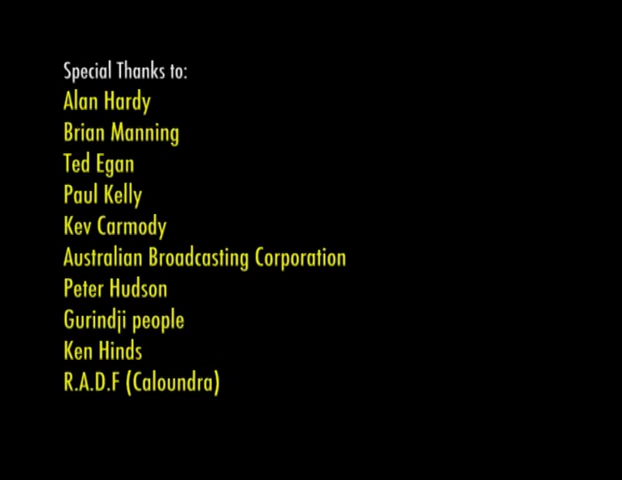 Special Thanks to:
Alan Hardy
Brian Manning
Ted Egan
Paul Kelly
Kev Carmody
Australian Broadcasting Corporation
Peter Hudson
Gurindji people
Ken Hinds
R.A.D.F (Caloundra)